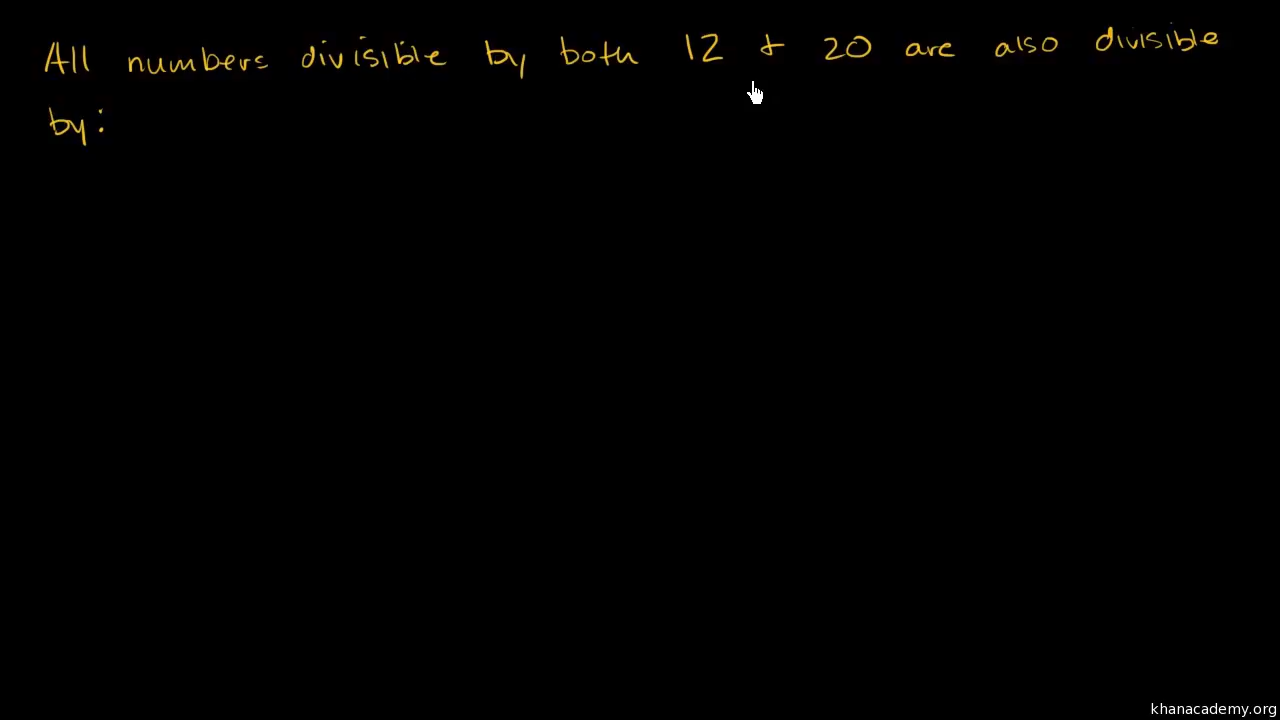 All numbers divisible by both 12 + 20 are also divisible
by:
khanacademy.org